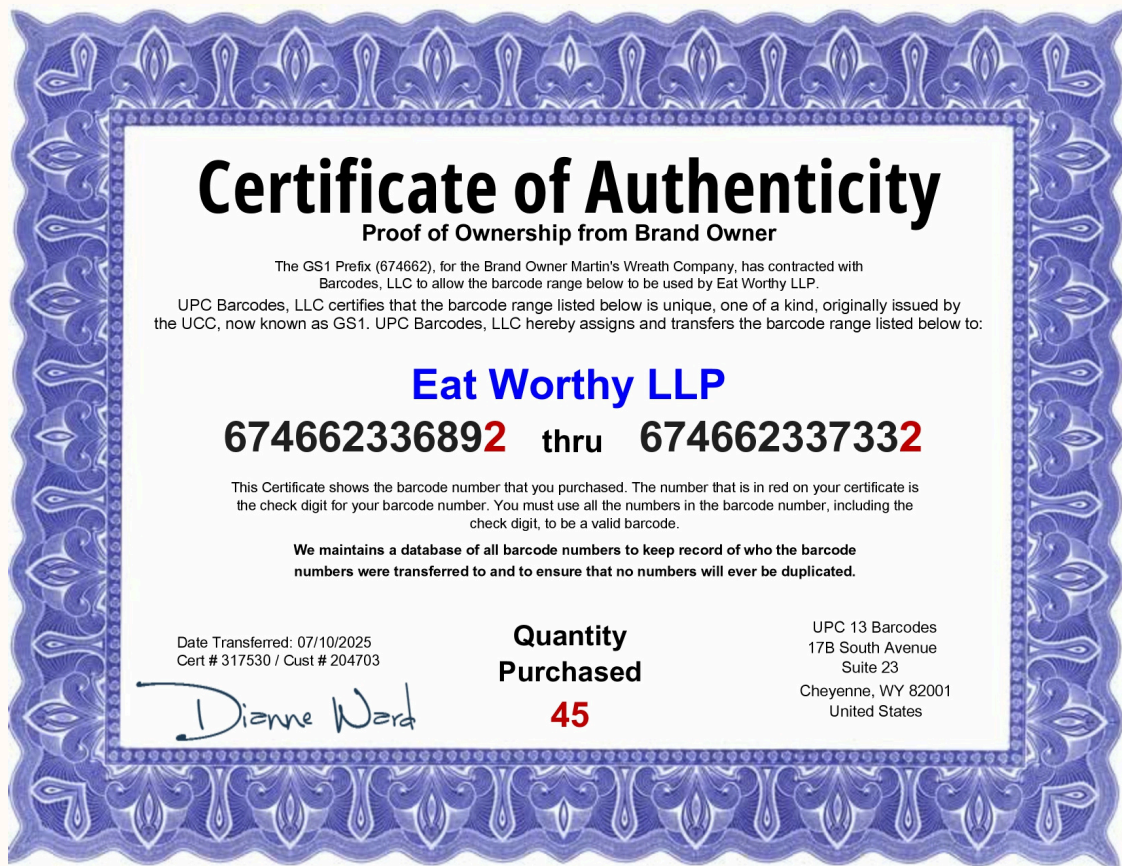 Certificate of Authenticity
Proof of Ownership from Brand Owner
The GS1 Prefix (674662), for the Brand Owner Martin's Wreath Company, has contracted with
Barcodes, LLC to allow the barcode range below to be used by Eat Worthy LLP.
UPC Barcodes, LLC certifies that the barcode range listed below is unique, one of a kind, originally issued by
the UCC, now known as GS1. UPC Barcodes, LLC hereby assigns and transfers the barcode range listed below to:
Eat Worthy LLP
674662336892 thru 674662337332
This Certificate shows the barcode number that you purchased. The number that is in red on your certificate is
the check digit for your barcode number. You must use all the numbers in the barcode number, including the
check digit, to be a valid barcode.
We maintains a database of all barcode numbers to keep record of who the barcode
numbers were transferred to and to ensure that no numbers will ever be duplicated.
Date Transferred: 07/10/2025
Cert # 317530 / Cust # 204703
Dianne Ward
Quantity
Purchased
45
UPC 13 Barcodes
17B South Avenue
Suite 23
Cheyenne, WY 82001
United States